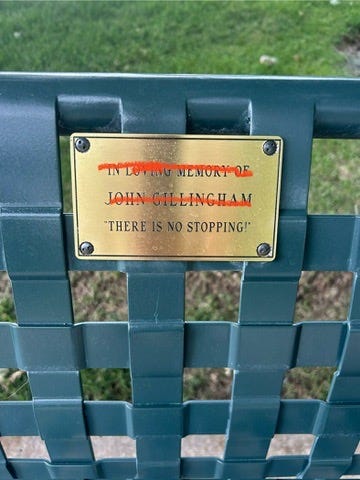 IN LOVING MEMORY OF
JOHN GILLINGHAM
"THERE IS NO STOPPING!"